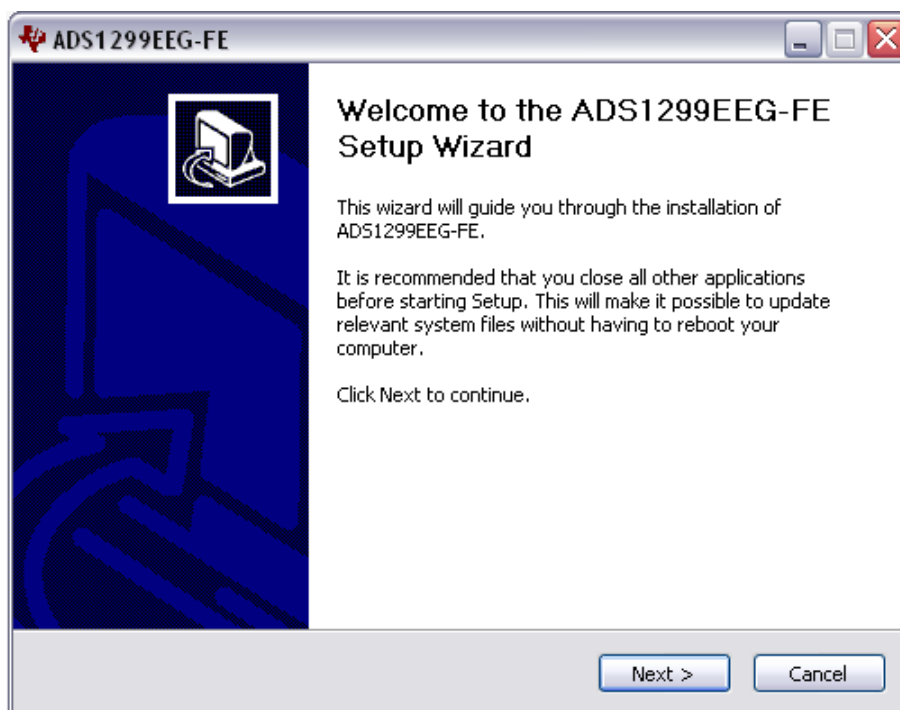 ADS1299EEG-FE
Welcome to the ADS1299EEG-FE
Setup Wizard
This wizard will guide you through the installation of
ADS1299EEG-FE.
It is recommended that you close all other applications
before starting Setup. This will make it possible to update
relevant system files without having to reboot your
computer.
Click Next to continue.
Next >
Cancel